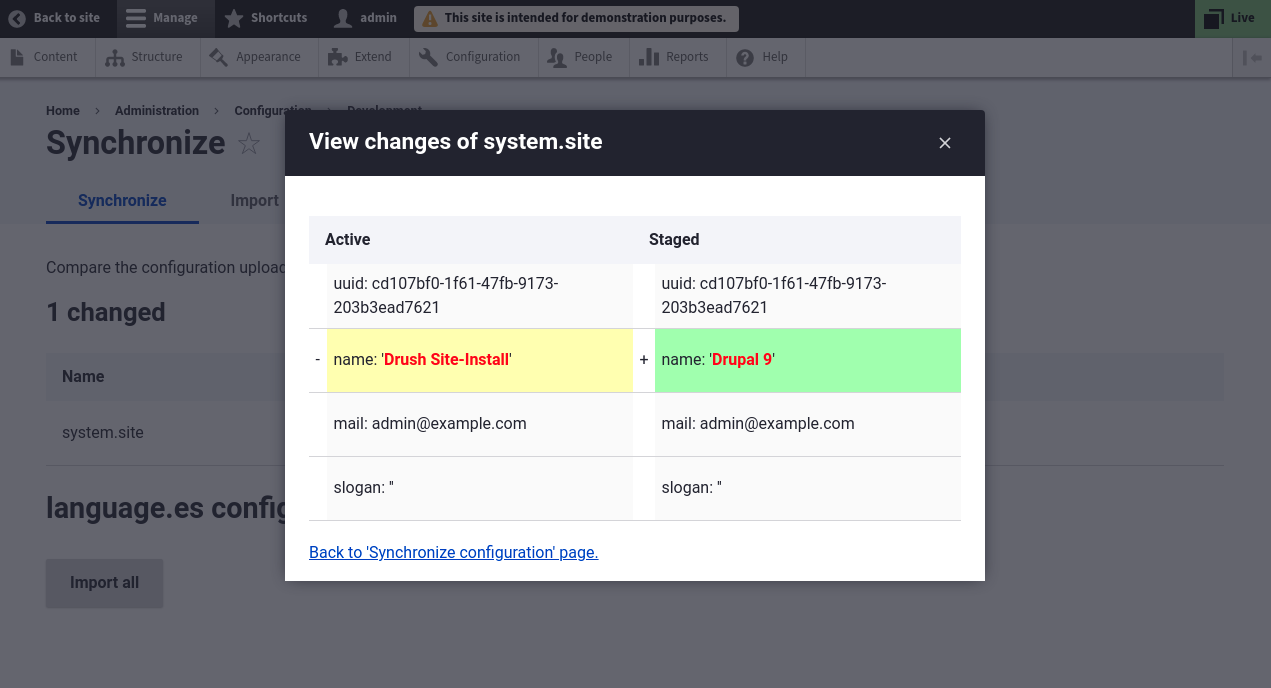 Back to site
Manage
Shortcuts
admin
This site is intended for demonstration purposes.
Live
Content
Structure
Appearance
Extend
Configuration
People
Reports
Help
Home › Administration › Configuration › Development
Synchronize
Synchronize
Import
Compare the configuration uploa
1 changed
Name
system.site
language.es config
Import all
View changes of system.site
Active
Staged
uuid: cd107bf0-1f61-47fb-9173-
203b3ead7621
uuid: cd107bf0-1f61-47fb-9173-
203b3ead7621
- name: 'Drush Site-Install'
+ name: 'Drupal 9'
mail: admin@example.com
mail: admin@example.com
slogan: ''
slogan: ''
Back to 'Synchronize configuration' page.